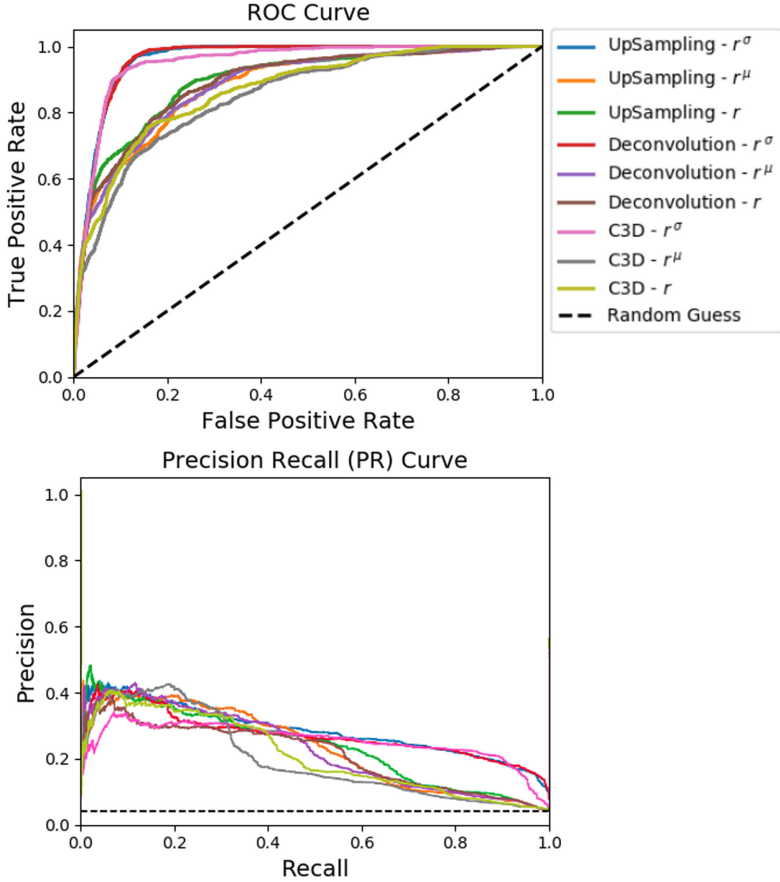 ROC Curve
1.0
0.8
0.6
0.4
0.2
0.0
True Positive Rate
0.0 0.2 0.4 0.6 0.8 1.0
False Positive Rate
UpSampling - r^σ
UpSampling - r^μ
UpSampling - r
Deconvolution - r^σ
Deconvolution - r^μ
Deconvolution - r
C3D - r^σ
C3D - r^μ
C3D - r
Random Guess
Precision Recall (PR) Curve
1.0
0.8
0.6
0.4
0.2
0.0
Precision
0.0 0.2 0.4 0.6 0.8 1.0
Recall